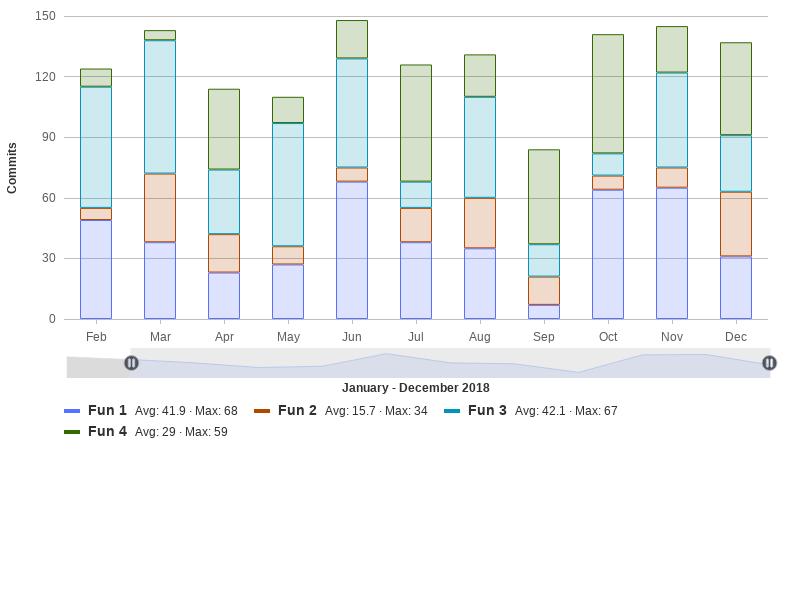 150
120
90
60
30
0
Commits
Feb Mar Apr May Jun Jul Aug Sep Oct Nov Dec
January - December 2018
Fun 1 Avg: 41.9 · Max: 68 Fun 2 Avg: 15.7 · Max: 34 Fun 3 Avg: 42.1 · Max: 67
Fun 4 Avg: 29 · Max: 59